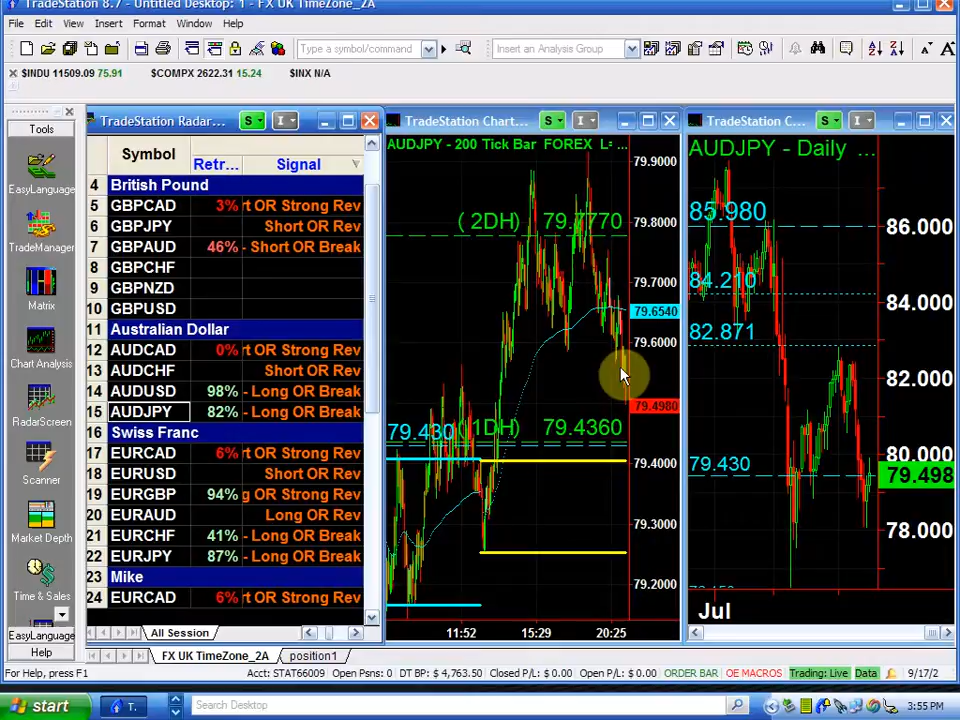 TradeStation 8.7 - Untitled Desktop: 1 - FX UK TimeZone_2A
File Edit View Insert Format Window Help
Type a symbol/command
Insert an Analysis Group
$INDU 11509.09 75.91 $COMPX 2622.31 15.24 $INX N/A
Tools
EasyLanguage
TradeManager
Matrix
Chart Analysis
RadarScreen
Scanner
Market Depth
Time & Sales
EasyLanguage
Help
TradeStation Radar...
S
I
Symbol Retr... Signal
4 British Pound
5 GBPCAD 3% rt OR Strong Rev
6 GBPJPY Short OR Rev
7 GBPAUD 46% - Short OR Break
8 GBPCHF
9 GBPNZD
10 GBPUSD
11 Australian Dollar
12 AUDCAD 0% rt OR Strong Rev
13 AUDCHF Short OR Rev
14 AUDUSD 98% - Long OR Break
15 AUDJPY 82% - Long OR Break
16 Swiss Franc
17 EURCAD 6% rt OR Strong Rev
18 EURUSD Short OR Rev
19 EURGBP 94% g OR Strong Rev
20 EURAUD Long OR Rev
21 EURCHF 41% - Long OR Break
22 EURJPY 87% - Long OR Break
23 Mike
24 EURCAD 6% rt OR Strong Rev
All Session
TradeStation Chart...
S
I
AUDJPY - 200 Tick Bar FOREX L= ...
( 2DH) 79.7770
79.430
( 1DH) 79.4360
79.9000
79.8000
79.7000
79.6540
79.6000
79.4980
79.4000
79.3000
79.2000
11:52 15:29 20:25
TradeStation C...
S
I
AUDJPY - Daily ...
85.980
84.210
82.871
79.430
86.000
84.000
82.000
80.000
79.498
78.000
Jul
FX UK TimeZone_2A position1
For Help, press F1 Acct: STAT66009 Open Psns: 0 DT BP: $ 4,763.50 Closed P/L: $ 0.00 Open P/L: $ 0.00 ORDER BAR OE MACROS Trading: Live Data 9/17/2
start T. Search Desktop 3:55 PM